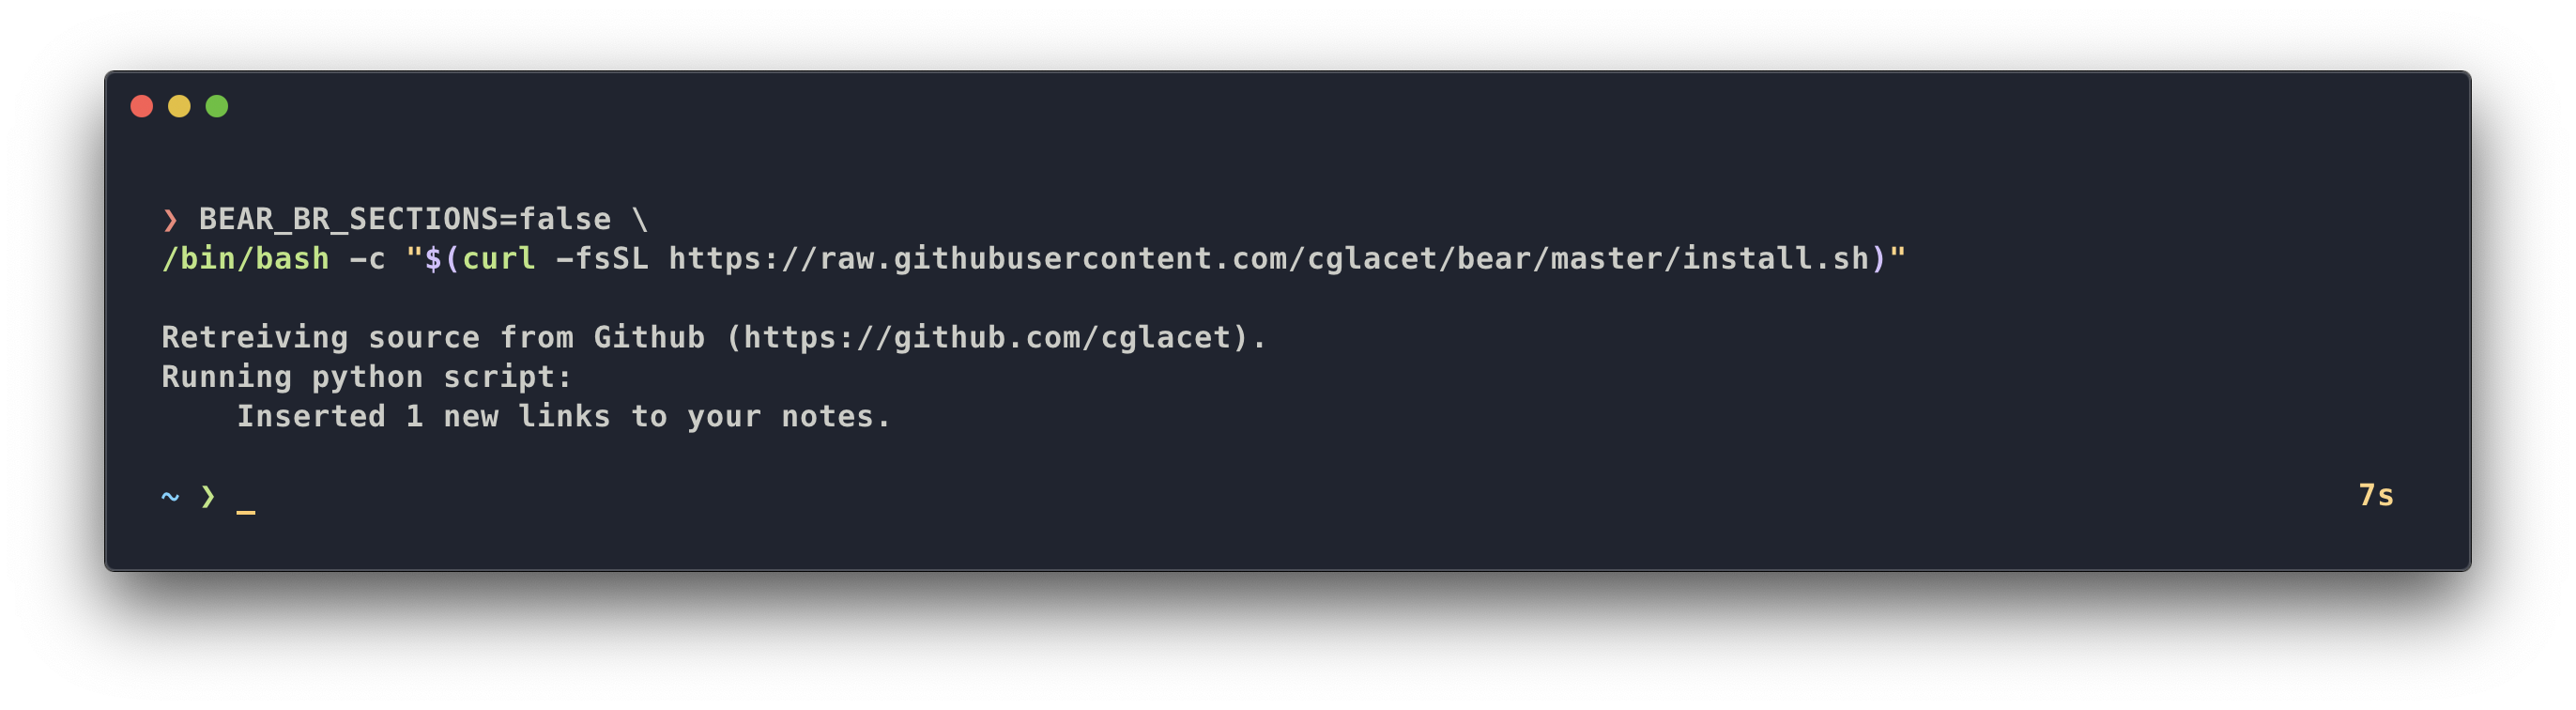 ❯ BEAR_BR_SECTIONS=false \
/bin/bash -c "$(curl -fsSL https://raw.githubusercontent.com/cglacet/bear/master/install.sh)"
Retreiving source from Github (https://github.com/cglacet).
Running python script:
    Inserted 1 new links to your notes.
~ ❯ _ 7s